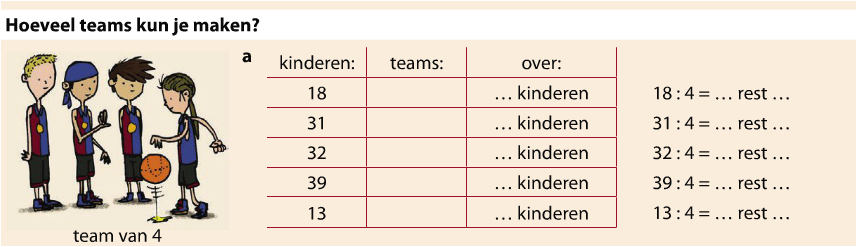 Hoeveel teams kun je maken?
a
kinderen: teams: over:
18 … kinderen 18 : 4 = … rest …
31 … kinderen 31 : 4 = … rest …
32 … kinderen 32 : 4 = … rest …
39 … kinderen 39 : 4 = … rest …
13 … kinderen 13 : 4 = … rest …
team van 4